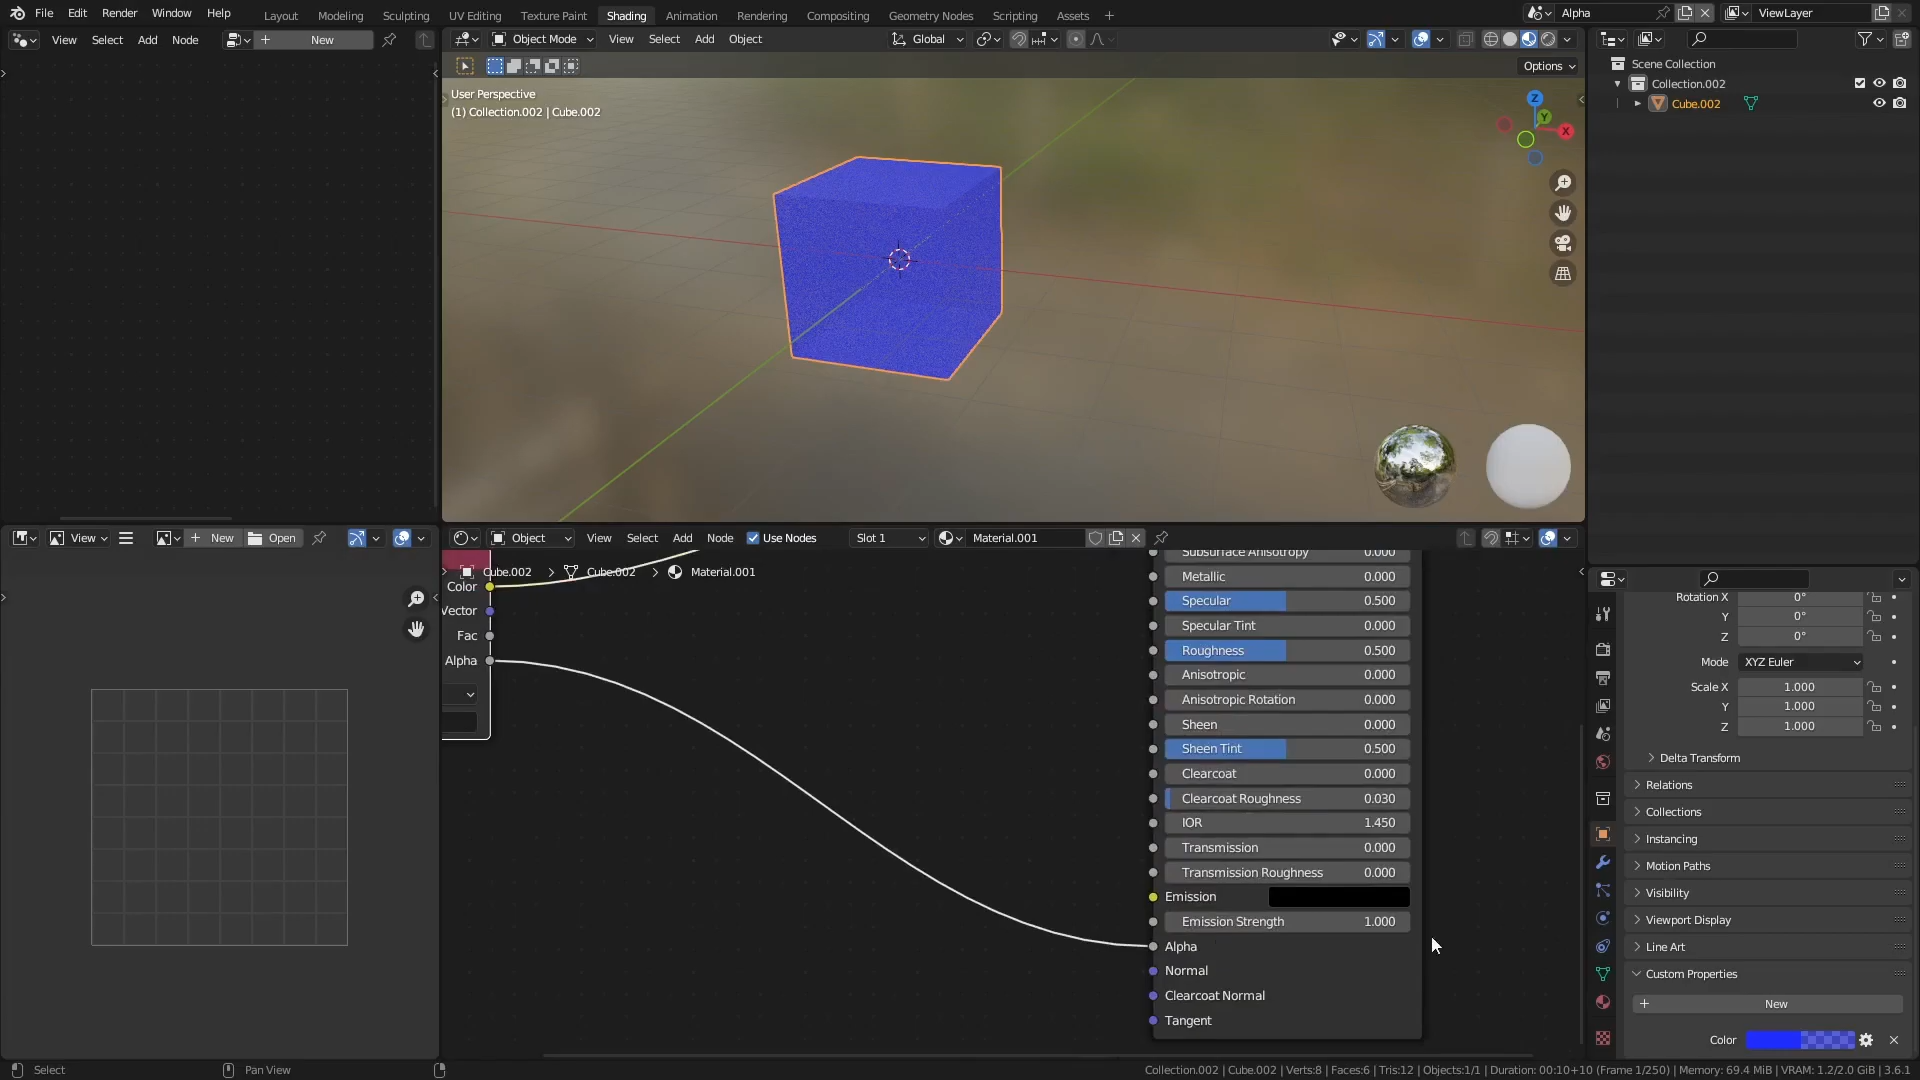 File Edit Render Window Help Layout Modeling Sculpting UV Editing Texture Paint Shading Animation Rendering Compositing Geometry Nodes Scripting Assets + Alpha ViewLayer
View Select Add Node + New
Object Mode View Select Add Object Global
Options
User Perspective
(1) Collection.002 | Cube.002
Z
Y
X
Scene Collection
Collection.002
Cube.002
View + New Open
Object View Select Add Node Use Nodes Slot 1 Material.001
Cube.002 > Cube.002 > Material.001
Color
Vector
Fac
Alpha
Subsurface Anisotropy 0.000
Metallic 0.000
Specular 0.500
Specular Tint 0.000
Roughness 0.500
Anisotropic 0.000
Anisotropic Rotation 0.000
Sheen 0.000
Sheen Tint 0.500
Clearcoat 0.000
Clearcoat Roughness 0.030
IOR 1.450
Transmission 0.000
Transmission Roughness 0.000
Emission
Emission Strength 1.000
Alpha
Normal
Clearcoat Normal
Tangent
Rotation X 0°
Y 0°
Z 0°
Mode XYZ Euler
Scale X 1.000
Y 1.000
Z 1.000
Delta Transform
Relations
Collections
Instancing
Motion Paths
Visibility
Viewport Display
Line Art
Custom Properties
+ New
Color
Select Pan View Collection.002 | Cube.002 | Verts:8 | Faces:6 | Tris:12 | Objects:1/1 | Duration: 00:10+10 (Frame 1/250) | Memory: 69.4 MiB | VRAM: 1.2/2.0 GiB | 3.6.1